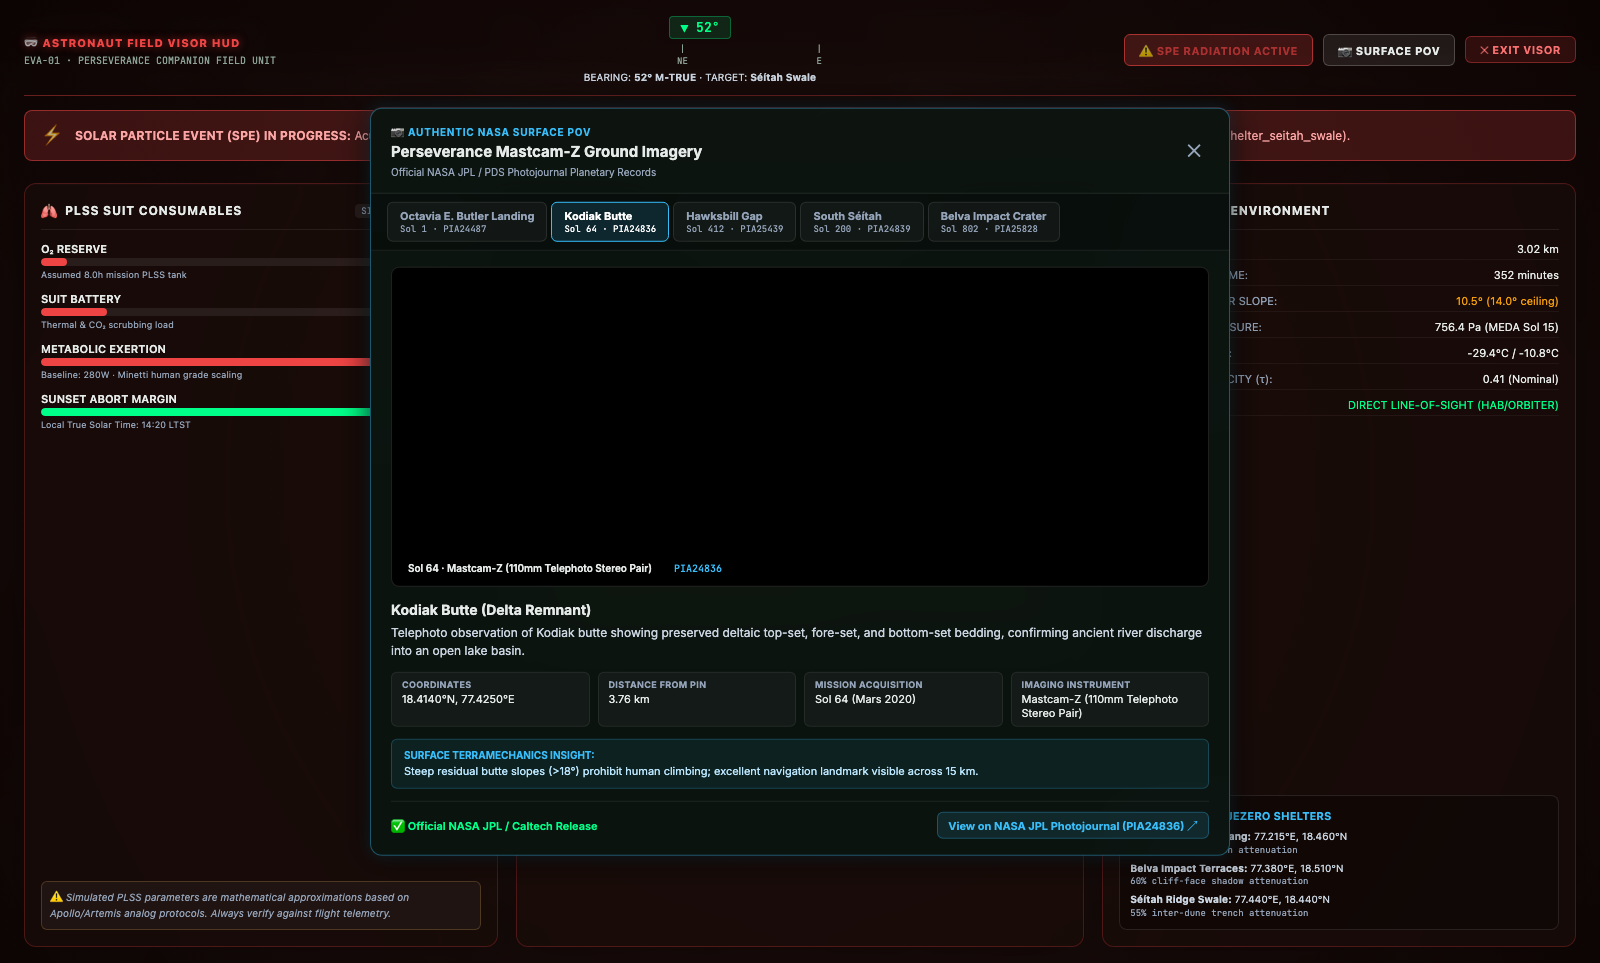 ASTRONAUT FIELD VISOR HUD
EVA-01 · PERSEVERANCE COMPANION FIELD UNIT
▼ 52°
NE
E
BEARING: 52° M-TRUE · TARGET: Séítah Swale
⚠️ SPE RADIATION ACTIVE
SURFACE POV
✕ EXIT VISOR
SOLAR PARTICLE EVENT (SPE) IN PROGRESS:
helter_seitah_swale).
PLSS SUIT CONSUMABLES
O₂ RESERVE
Assumed 8.0h mission PLSS tank
SUIT BATTERY
Thermal & CO₂ scrubbing load
METABOLIC EXERTION
Baseline: 280W · Minetti human grade scaling
SUNSET ABORT MARGIN
Local True Solar Time: 14:20 LTST
⚠️ Simulated PLSS parameters are mathematical approximations based on
Apollo/Artemis analog protocols. Always verify against flight telemetry.
AUTHENTIC NASA SURFACE POV
Perseverance Mastcam-Z Ground Imagery
Official NASA JPL / PDS Photojournal Planetary Records
Octavia E. Butler Landing
Sol 1 · PIA24487
Kodiak Butte
Sol 64 · PIA24836
Hawksbill Gap
Sol 412 · PIA25439
South Séítah
Sol 200 · PIA24839
Belva Impact Crater
Sol 802 · PIA25828
Sol 64 · Mastcam-Z (110mm Telephoto Stereo Pair) PIA24836
Kodiak Butte (Delta Remnant)
Telephoto observation of Kodiak butte showing preserved deltaic top-set, fore-set, and bottom-set bedding, confirming ancient river discharge
into an open lake basin.
COORDINATES
18.4140°N, 77.4250°E
DISTANCE FROM PIN
3.76 km
MISSION ACQUISITION
Sol 64 (Mars 2020)
IMAGING INSTRUMENT
Mastcam-Z (110mm Telephoto
Stereo Pair)
SURFACE TERRAMECHANICS INSIGHT:
Steep residual butte slopes (>18°) prohibit human climbing; excellent navigation landmark visible across 15 km.
✅ Official NASA JPL / Caltech Release
View on NASA JPL Photojournal (PIA24836) ↗
ENVIRONMENT
3.02 km
ME: 352 minutes
R SLOPE: 10.5° (14.0° ceiling)
SURE: 756.4 Pa (MEDA Sol 15)
-29.4°C / -10.8°C
CITY (τ): 0.41 (Nominal)
DIRECT LINE-OF-SIGHT (HAB/ORBITER)
EZERO SHELTERS
ang: 77.215°E, 18.460°N
attenuation
Belva Impact Terraces: 77.380°E, 18.510°N
60% cliff-face shadow attenuation
Séítah Ridge Swale: 77.440°E, 18.440°N
55% inter-dune trench attenuation